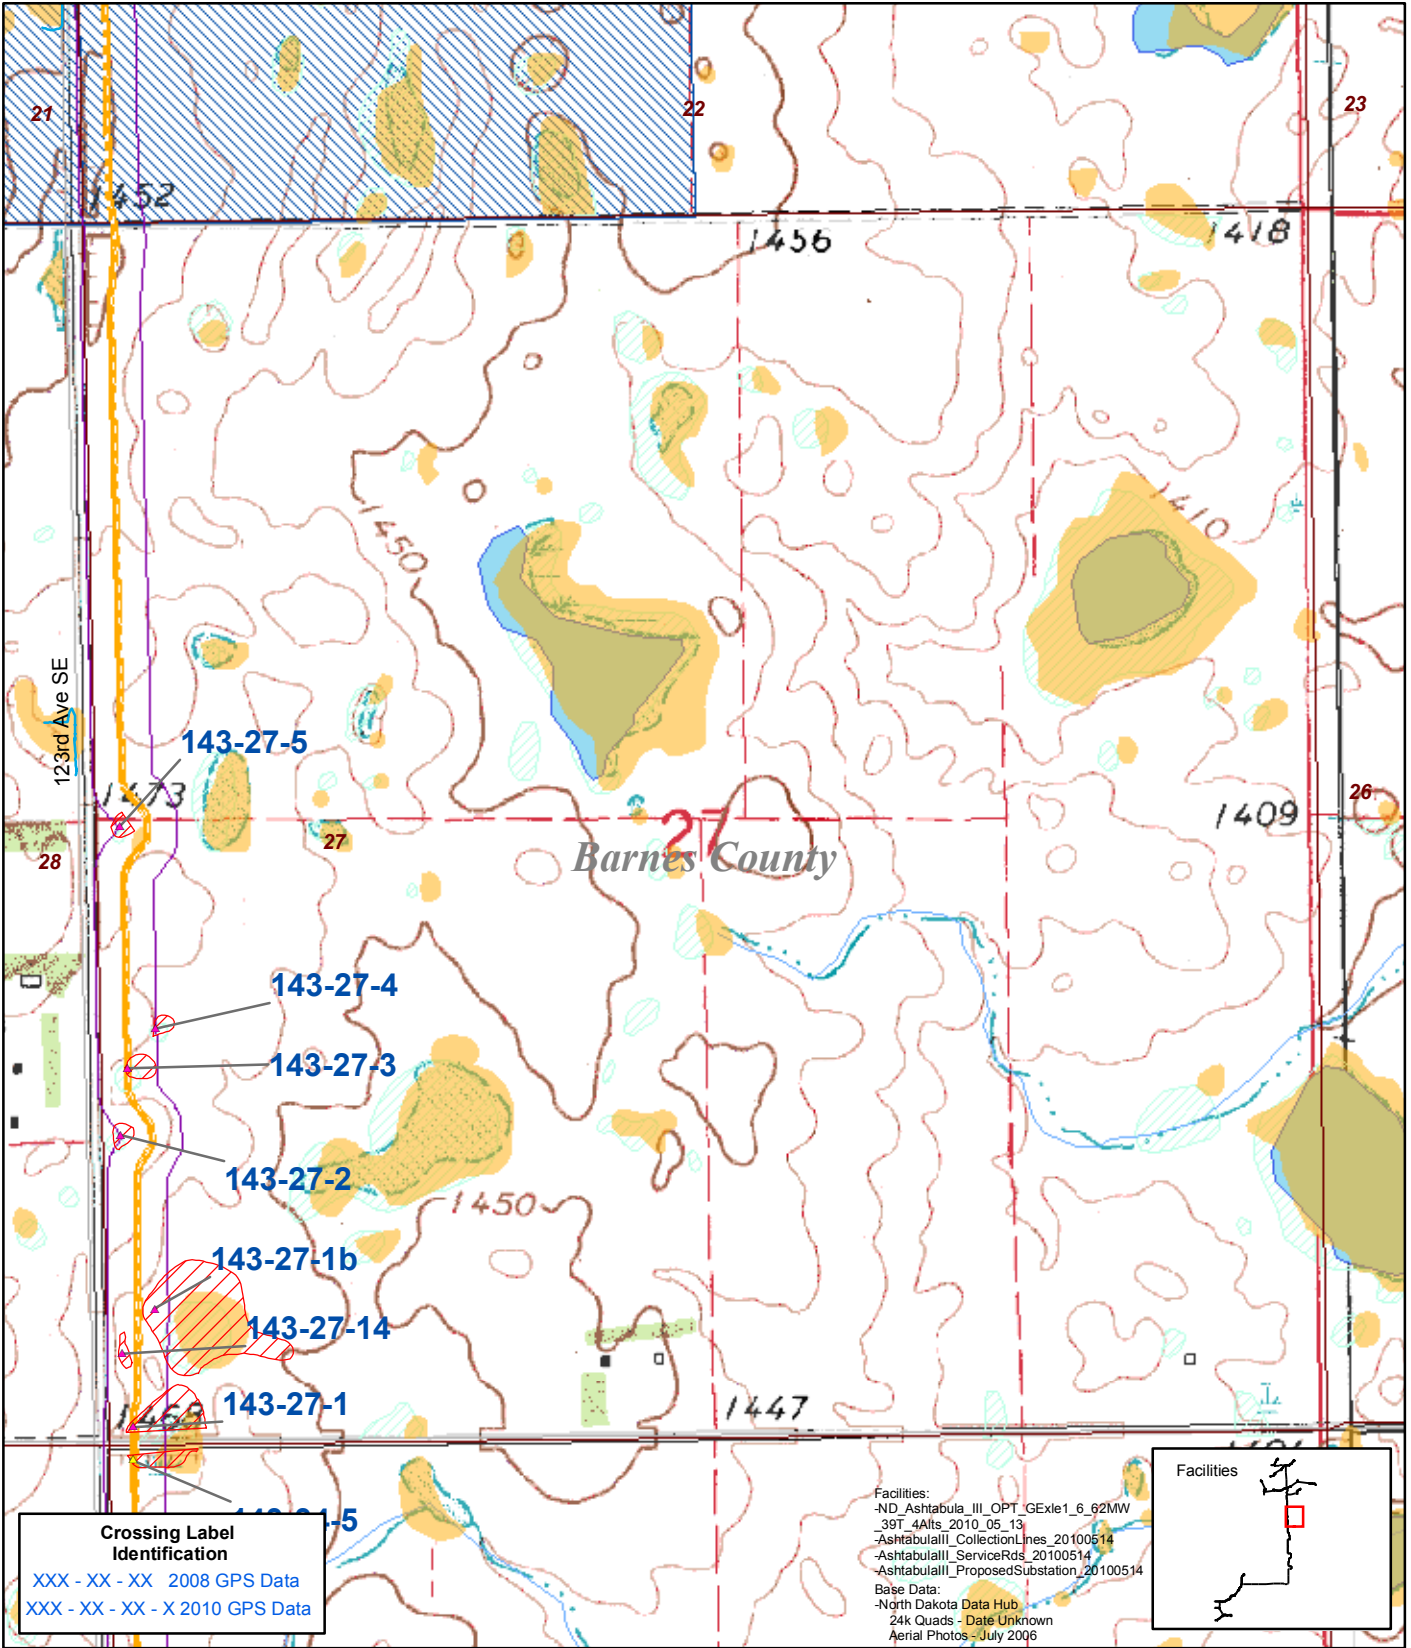 21
22
23
1452
1456
1418
1450
1410
123rd Ave SE
143-27-5
1473
1409
26
27
27
28
Barnes County
143-27-4
143-27-3
143-27-2
1450
143-27-1b
143-27-14
143-27-1
1463
1447
Crossing Label
Identification
XXX - XX - XX 2008 GPS Data
XXX - XX - XX - X 2010 GPS Data
Facilities:
-ND_Ashtabula_III_OPT_GExle1_6_62MW
_39T_4Alts_2010_05_13
-AshtabulaIII_CollectionLines_20100514
-AshtabulaIII_ServiceRds_20100514
-AshtabulaIII_ProposedSubstation_20100514
Base Data:
-North Dakota Data Hub
24k Quads - Date Unknown
Aerial Photos - July 2006
Facilities